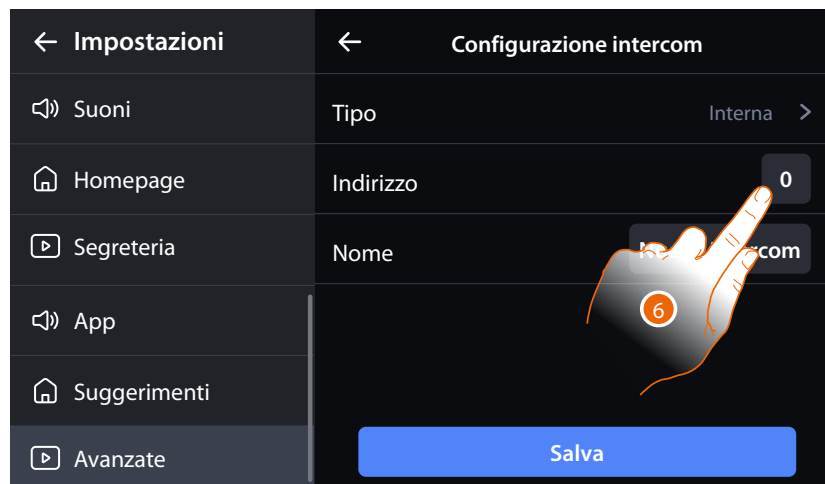 Impostazioni
Suoni
Homepage
Segreteria
App
Suggerimenti
Avanzate
Configurazione intercom
Tipo Interna
Indirizzo 0
Nome
6
Salva